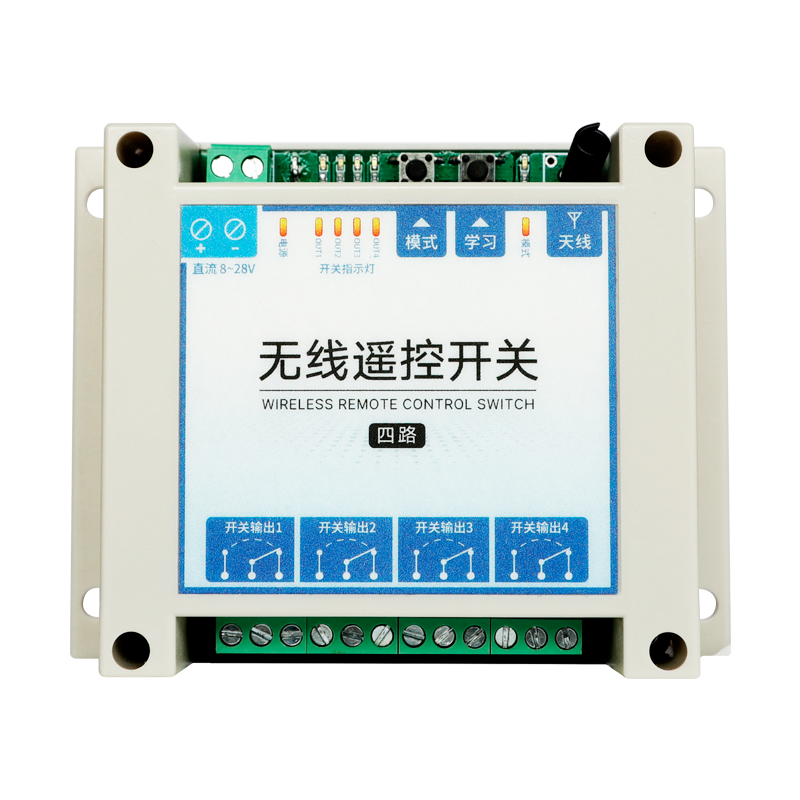 + −
直流 8~28V
电源
OUT1
OUT2
OUT3
OUT4
开关指示灯
模式
学习
模式
天线
无线遥控开关
WIRELESS REMOTE CONTROL SWITCH
四路
开关输出1
开关输出2
开关输出3
开关输出4